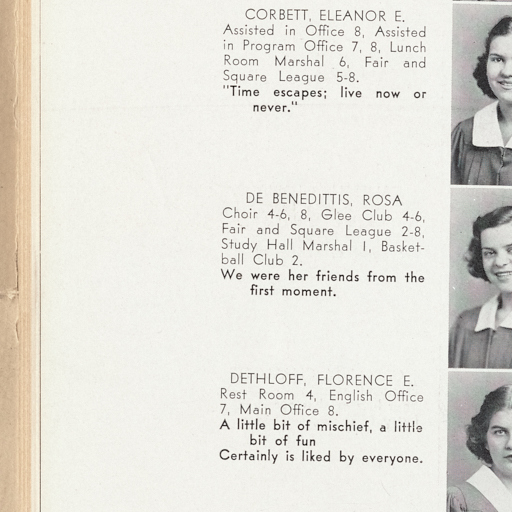 CORBETT, ELEANOR E.
Assisted in Office 8, Assisted
in Program Office 7, 8, Lunch
Room Marshal 6, Fair and
Square League 5-8.
"Time escapes; live now or
never."
DE BENEDITTIS, ROSA
Choir 4-6, 8, Glee Club 4-6,
Fair and Square League 2-8,
Study Hall Marshal 1, Basket-
ball Club 2.
We were her friends from the
first moment.
DETHLOFF, FLORENCE E.
Rest Room 4, English Office
7, Main Office 8.
A little bit of mischief, a little
bit of fun
Certainly is liked by everyone.